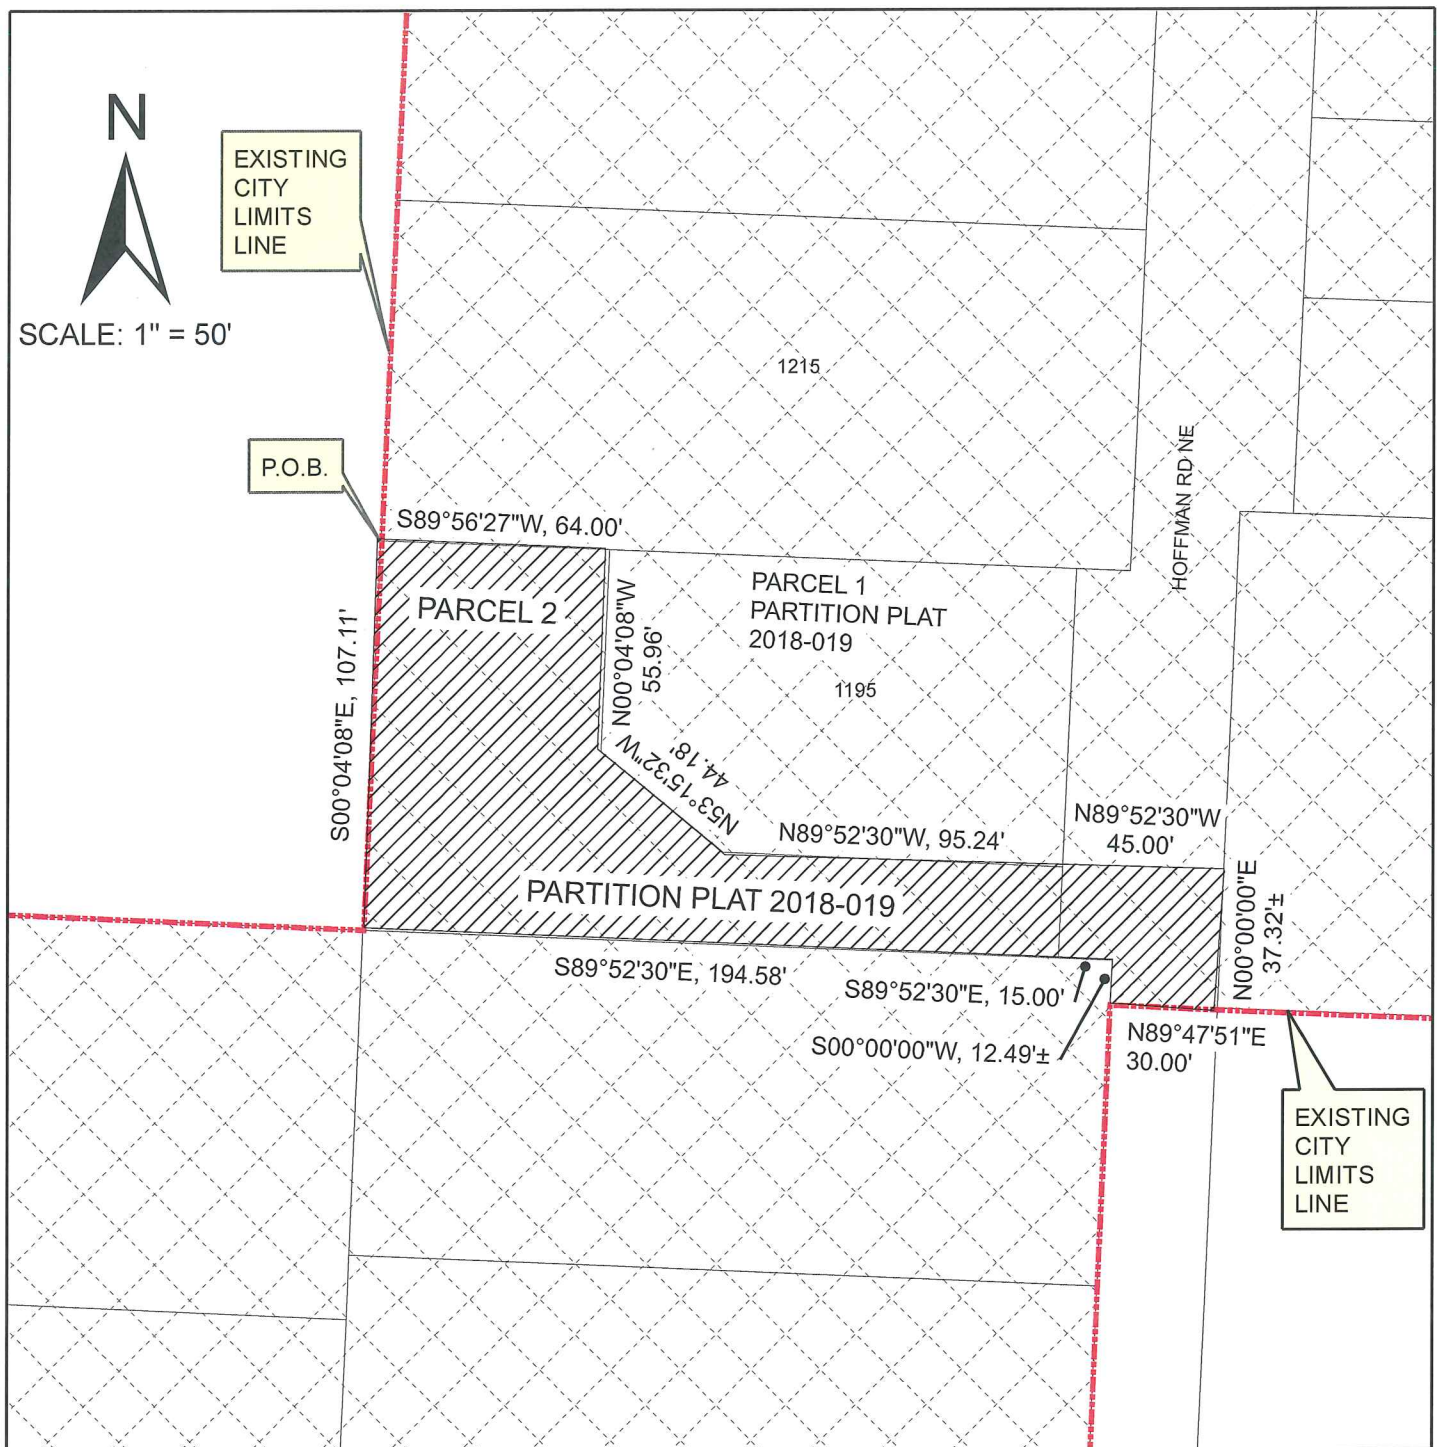 N
SCALE: 1" = 50'
EXISTING
CITY
LIMITS
LINE
1215
HOFFMAN RD NE
P.O.B.
S89°56'27"W, 64.00'
PARCEL 2
PARCEL 1
PARTITION PLAT
2018-019
1195
N00°04'08"W
55.96'
S00°04'08"E, 107.11'
N53°15'32"W
44.18'
N89°52'30"W, 95.24'
N89°52'30"W
45.00'
PARTITION PLAT 2018-019
N00°00'00"E
37.32'±
S89°52'30"E, 194.58'
S89°52'30"E, 15.00'
S00°00'00"W, 12.49'±
N89°47'51"E
30.00'
EXISTING
CITY
LIMITS
LINE